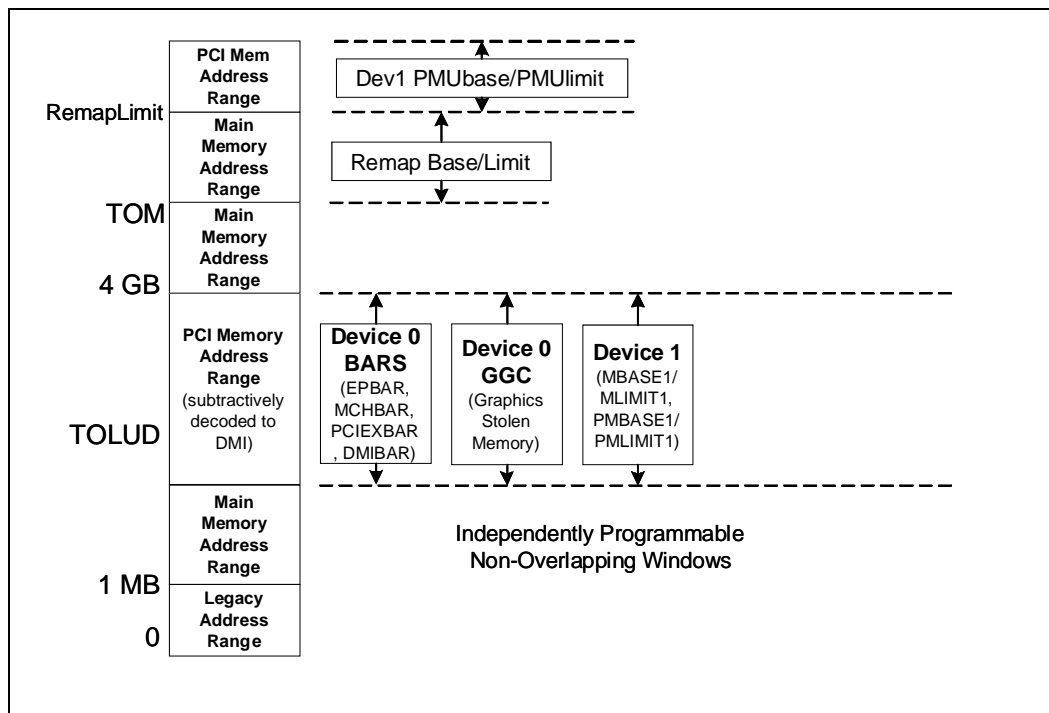 PCI Mem
Address
Range
Dev1 PMUbase/PMUlimit
RemapLimit
Main
Memory
Address
Range
Remap Base/Limit
TOM
Main
Memory
Address
Range
4 GB
PCI Memory
Address
Range
(subtractively
decoded to
DMI)
Device 0
BARS
(EPBAR,
MCHBAR,
PCIEXBAR
, DMIBAR)
Device 0
GGC
(Graphics
Stolen
Memory)
Device 1
(MBASE1/
MLIMIT1,
PMBASE1/
PMLIMIT1)
TOLUD
Main
Memory
Address
Range
Independently Programmable
Non-Overlapping Windows
1 MB
Legacy
Address
Range
0